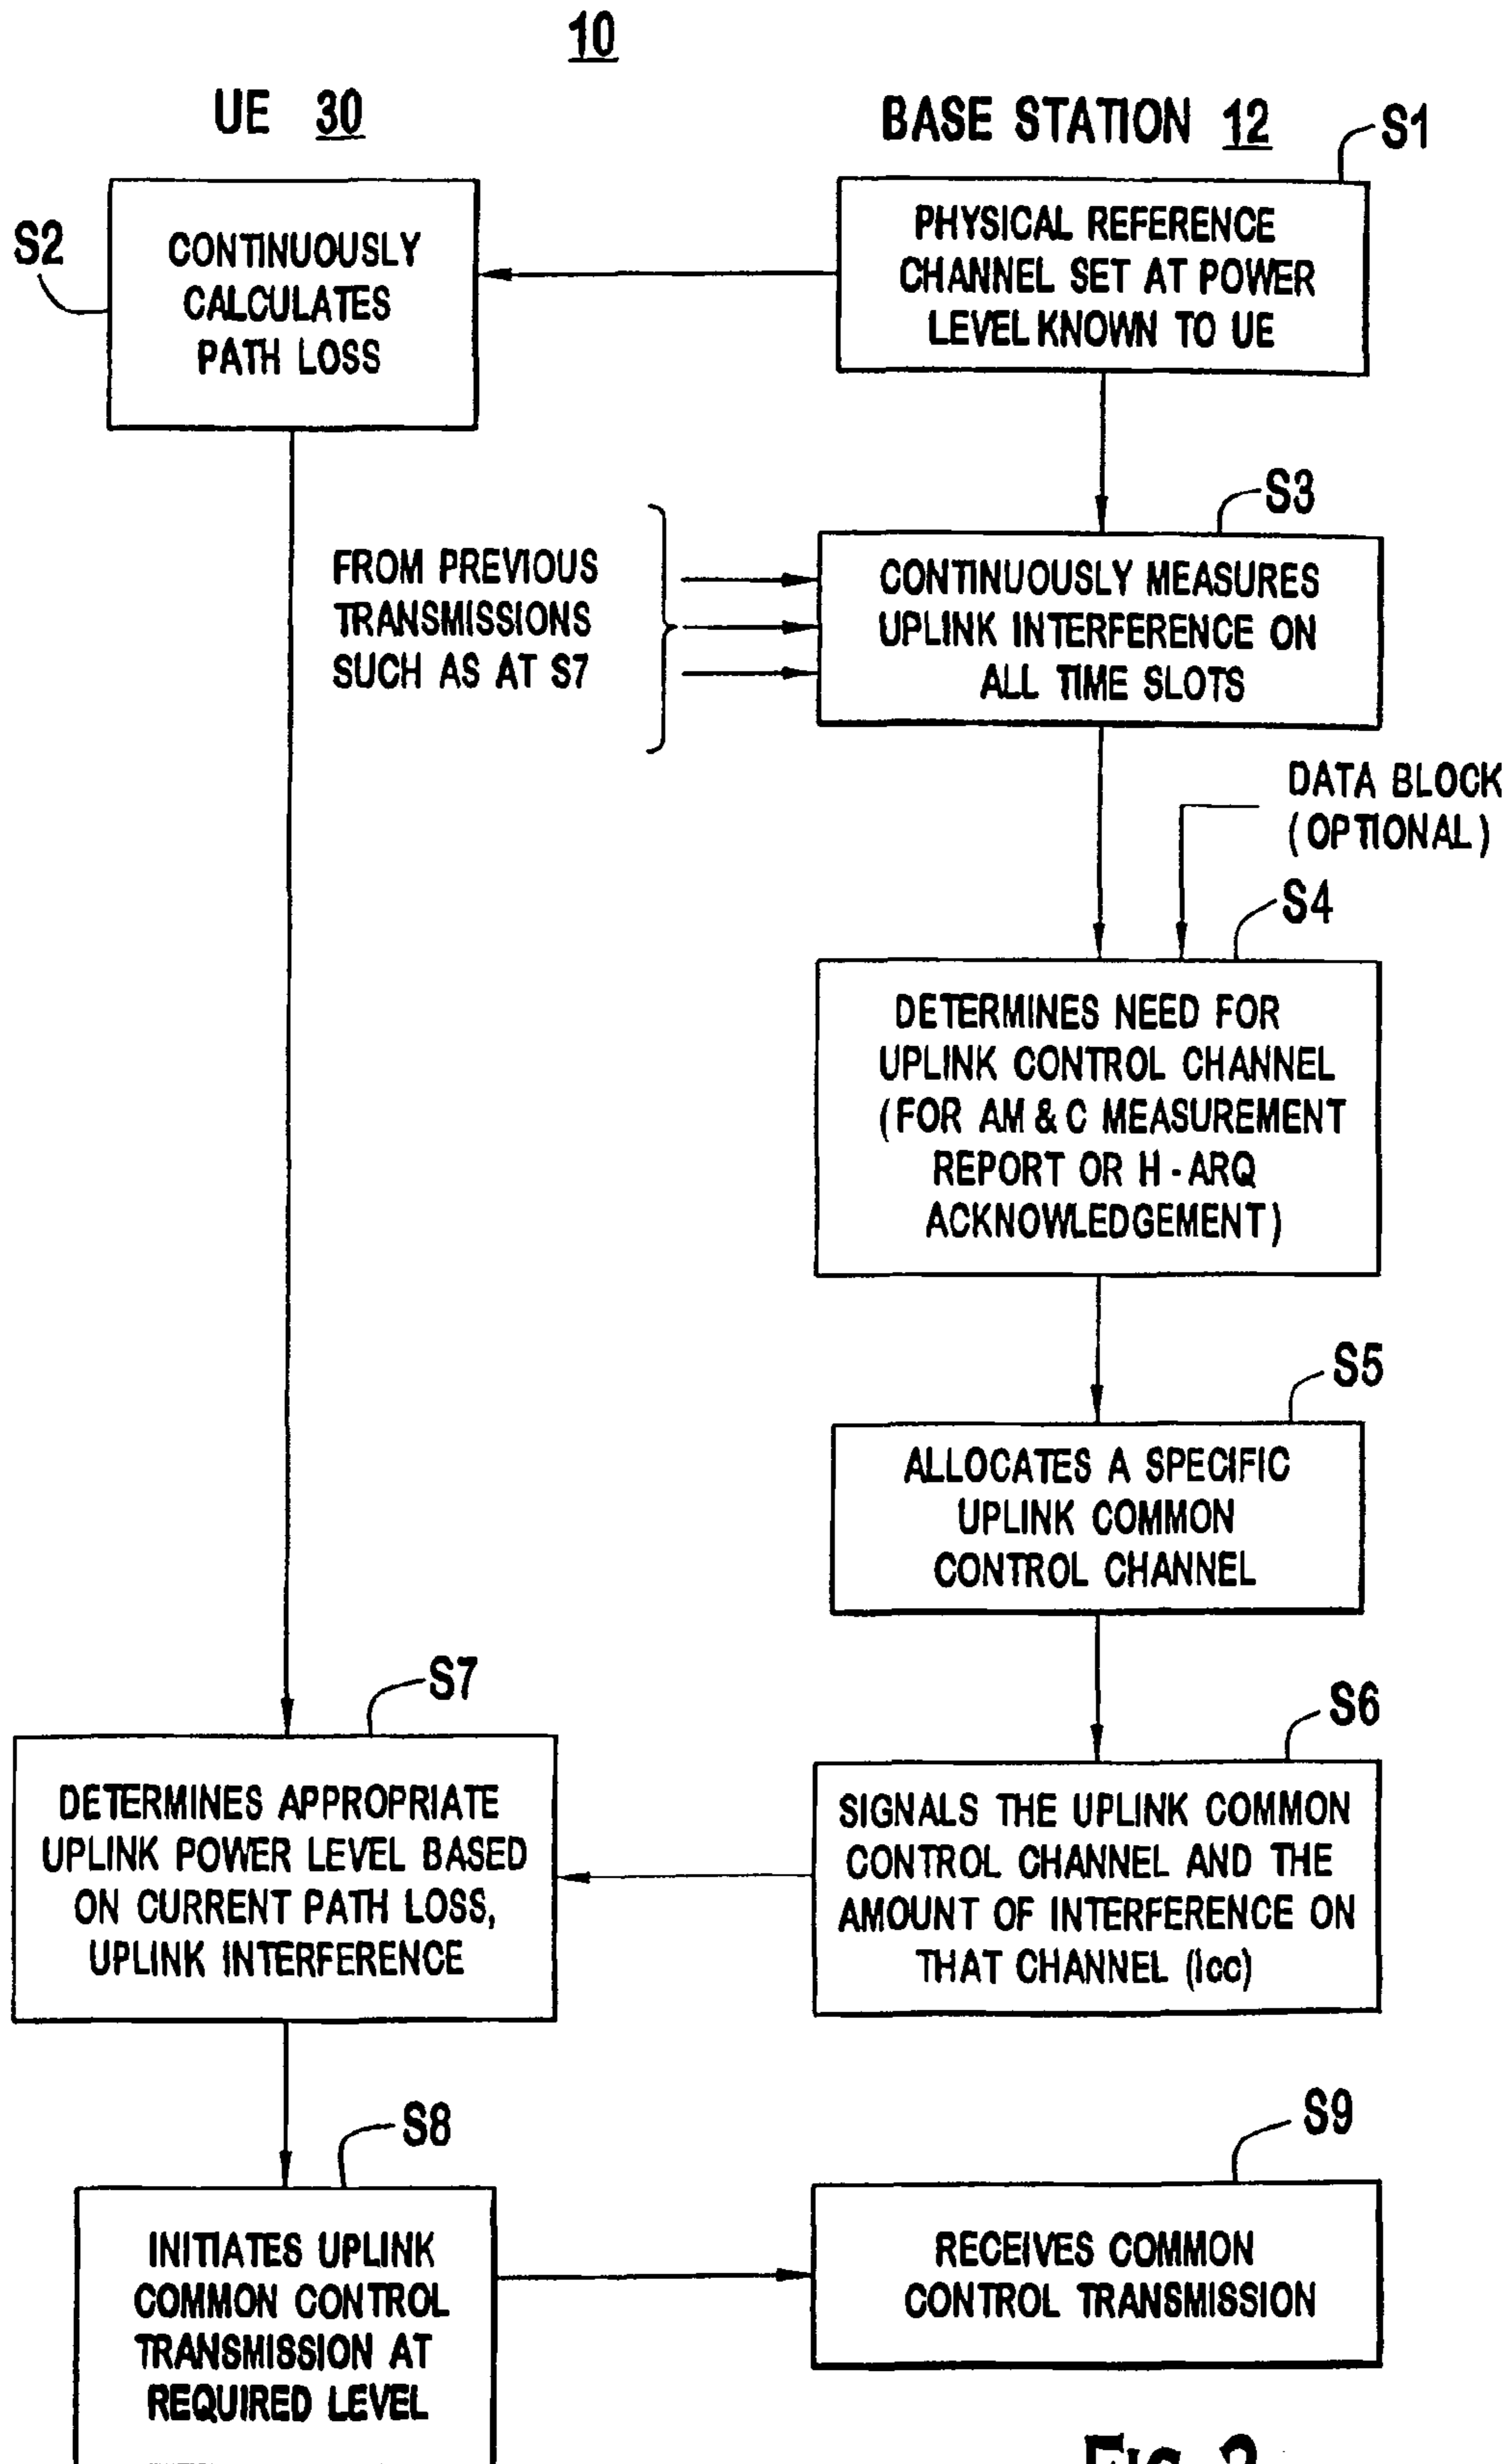 10
UE 30
BASE STATION 12
S1
PHYSICAL REFERENCE
CHANNEL SET AT POWER
LEVEL KNOWN TO UE
S2
CONTINUOUSLY
CALCULATES
PATH LOSS
S3
FROM PREVIOUS
TRANSMISSIONS
SUCH AS AT S7
CONTINUOUSLY MEASURES
UPLINK INTERFERENCE ON
ALL TIME SLOTS
DATA BLOCK
(OPTIONAL)
S4
DETERMINES NEED FOR
UPLINK CONTROL CHANNEL
(FOR AM & C MEASUREMENT
REPORT OR H-ARQ
ACKNOWLEDGEMENT)
S5
ALLOCATES A SPECIFIC
UPLINK COMMON
CONTROL CHANNEL
S7
DETERMINES APPROPRIATE
UPLINK POWER LEVEL BASED
ON CURRENT PATH LOSS,
UPLINK INTERFERENCE
S6
SIGNALS THE UPLINK COMMON
CONTROL CHANNEL AND THE
AMOUNT OF INTERFERENCE ON
THAT CHANNEL (Icc)
S8
INITIATES UPLINK
COMMON CONTROL
TRANSMISSION AT
REQUIRED LEVEL
S9
RECEIVES COMMON
CONTROL TRANSMISSION